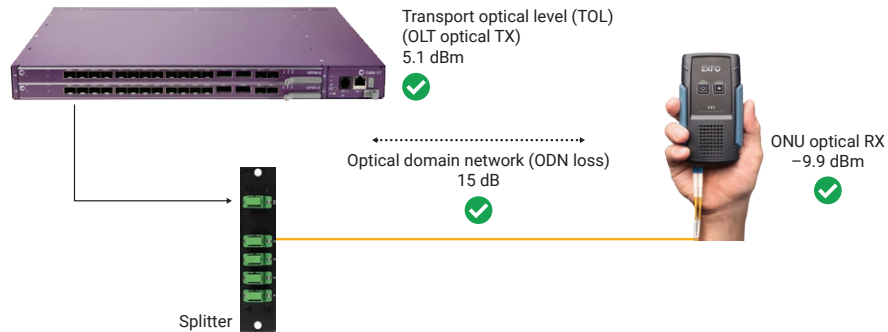 Transport optical level (TOL)
(OLT optical TX)
5.1 dBm
EXFO
Optical domain network (ODN loss)
15 dB
ONU optical RX
–9.9 dBm
Splitter